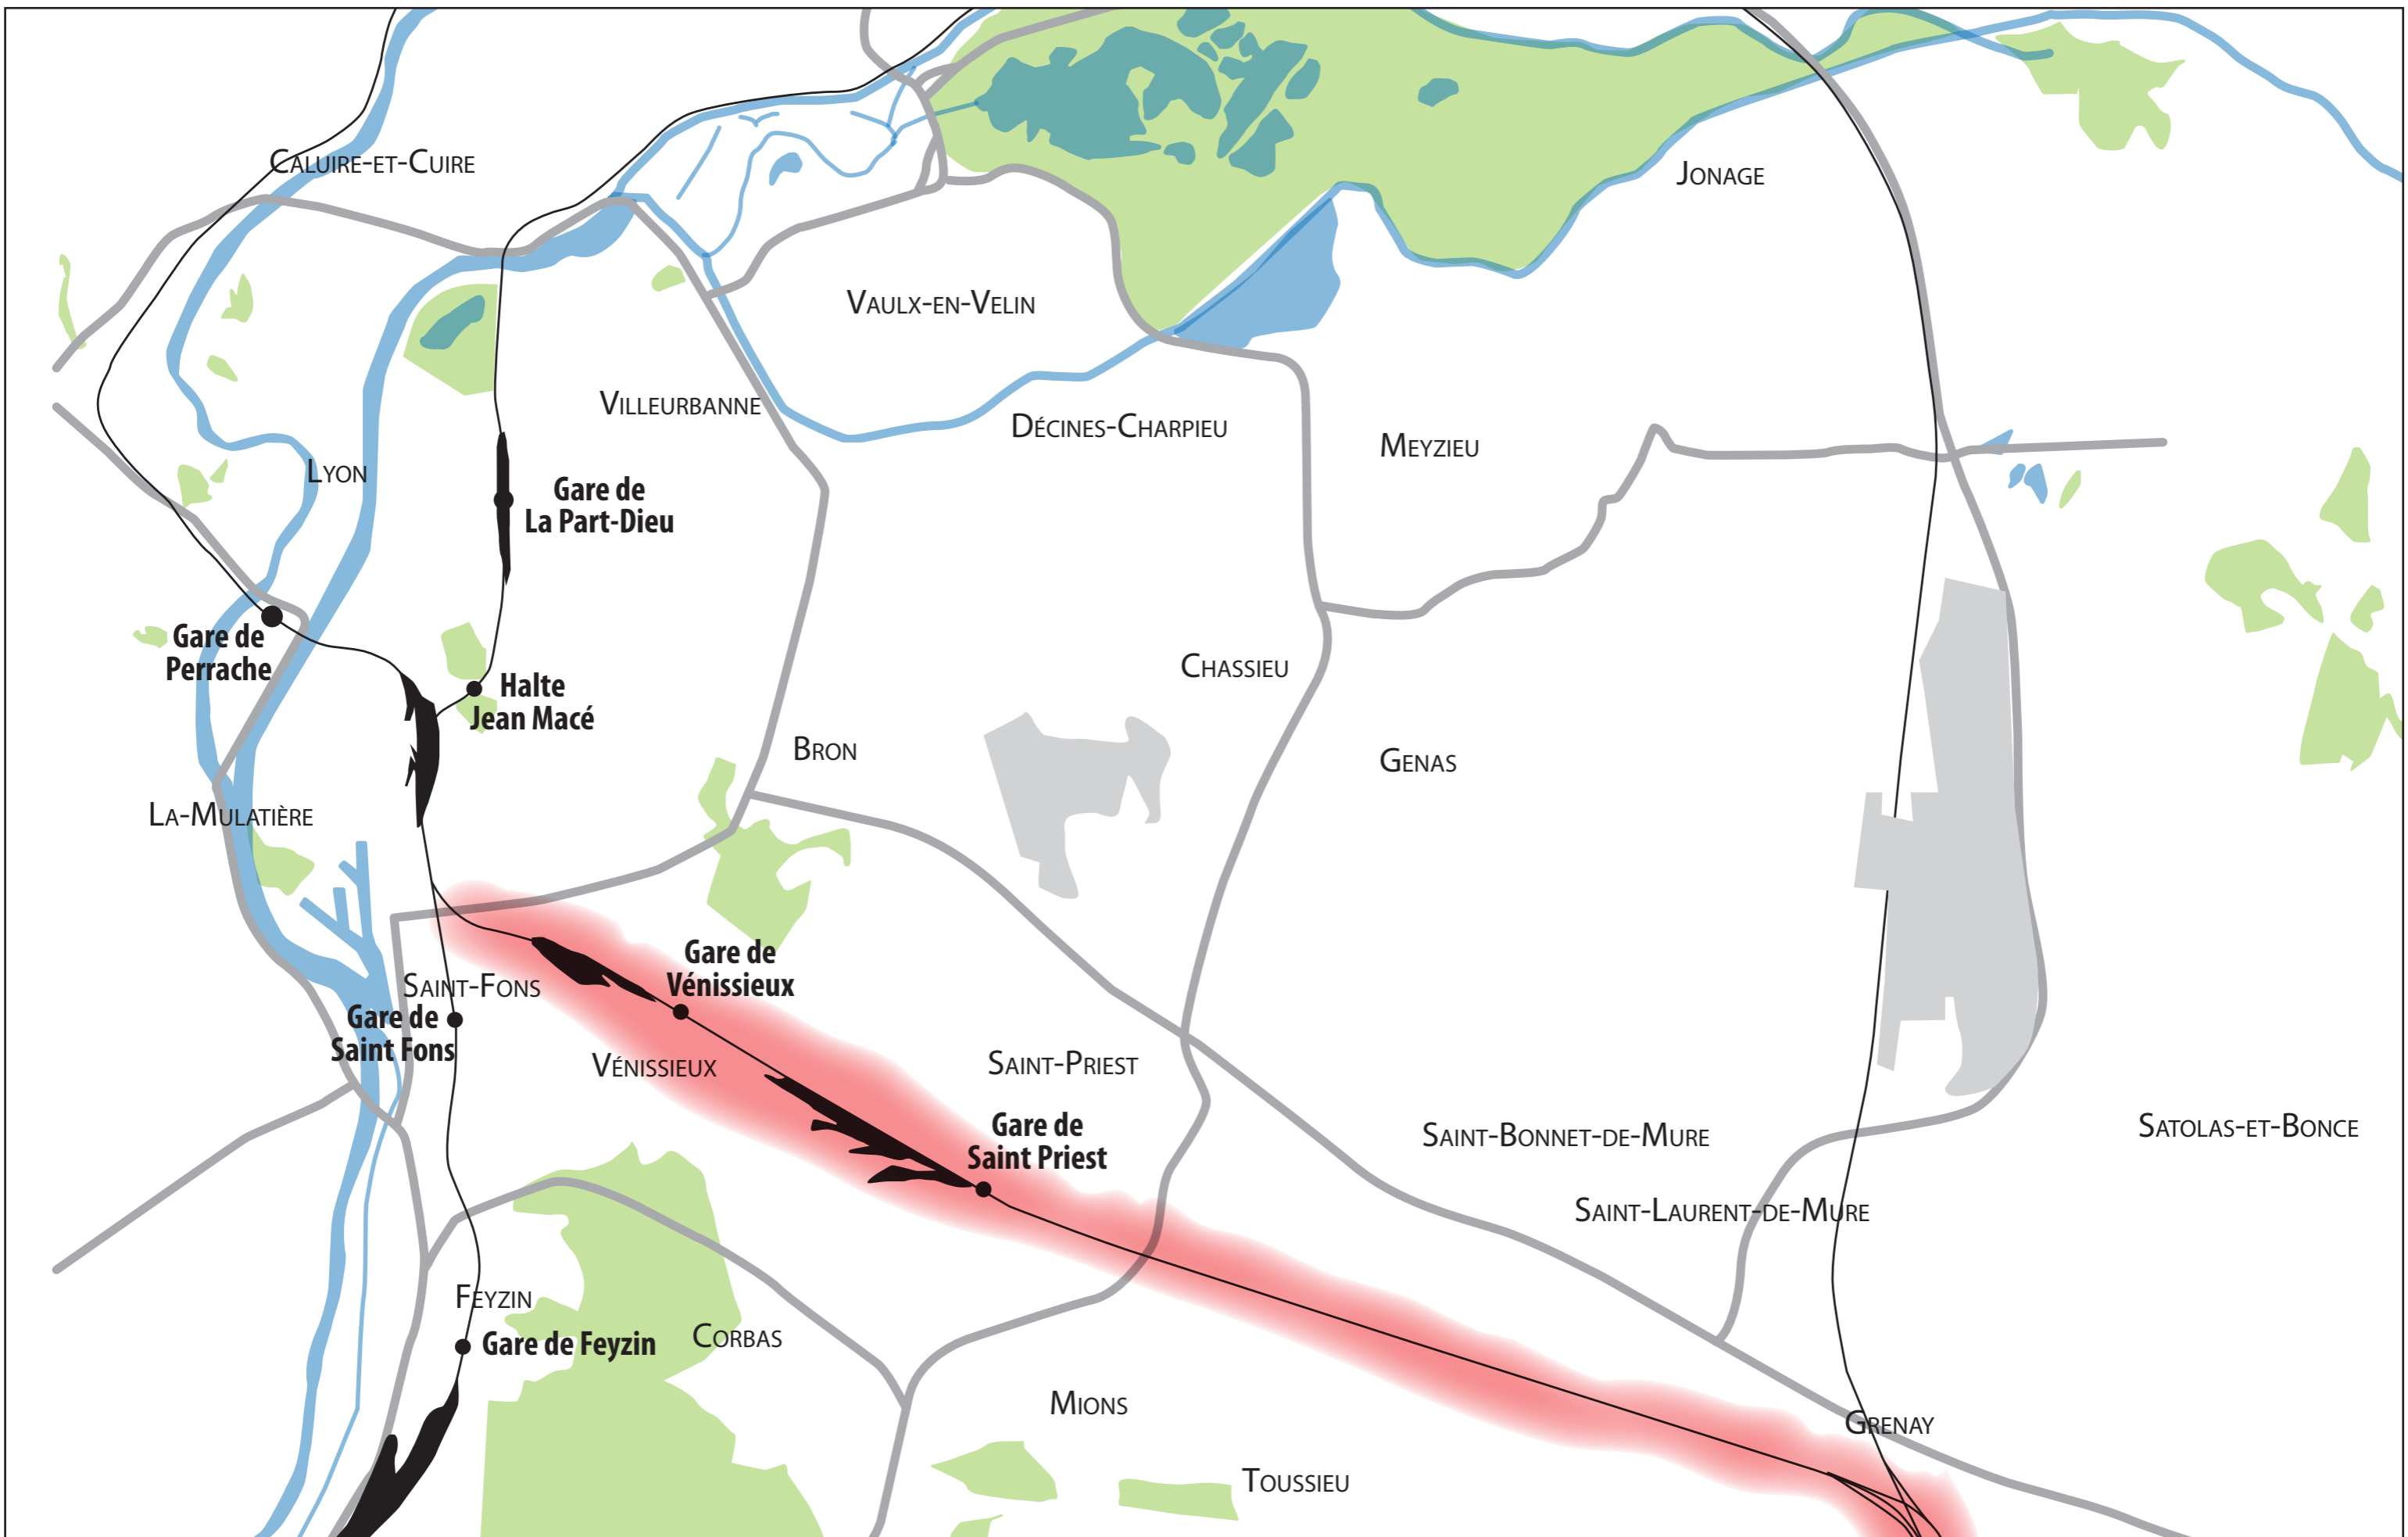 Caluire-et-Cuire
Jonage
Vaulx-en-Velin
Villeurbanne
Décines-Charpieu
Meyzieu
Lyon
Gare de
La Part-Dieu
Gare de
Perrache
Halte
Jean Macé
Chassieu
Bron
Genas
La-Mulatière
Gare de
Vénissieux
Saint-Fons
Gare de
Saint Fons
Vénissieux
Saint-Priest
Gare de
Saint Priest
Saint-Bonnet-de-Mure
Satolas-et-Bonce
Saint-Laurent-de-Mure
Feyzin
Gare de Feyzin
Corbas
Mions
Grenay
Toussieu